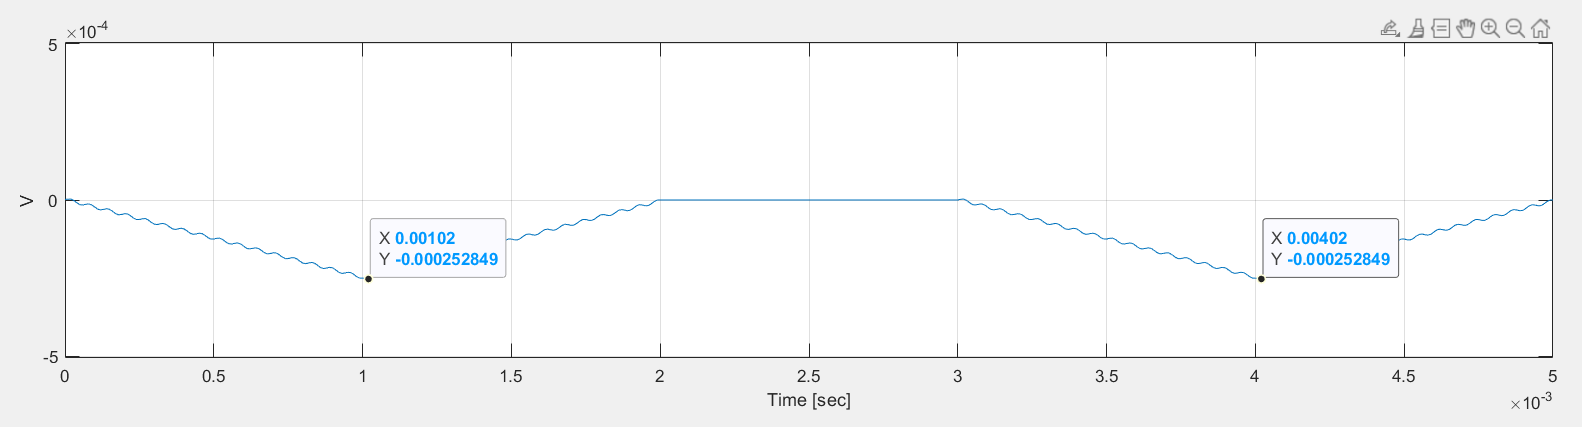 ×10-4
5
V
0
-5
X 0.00102
Y -0.000252849
X 0.00402
Y -0.000252849
0 0.5 1 1.5 2 2.5 3 3.5 4 4.5 5
Time [sec]
×10-3